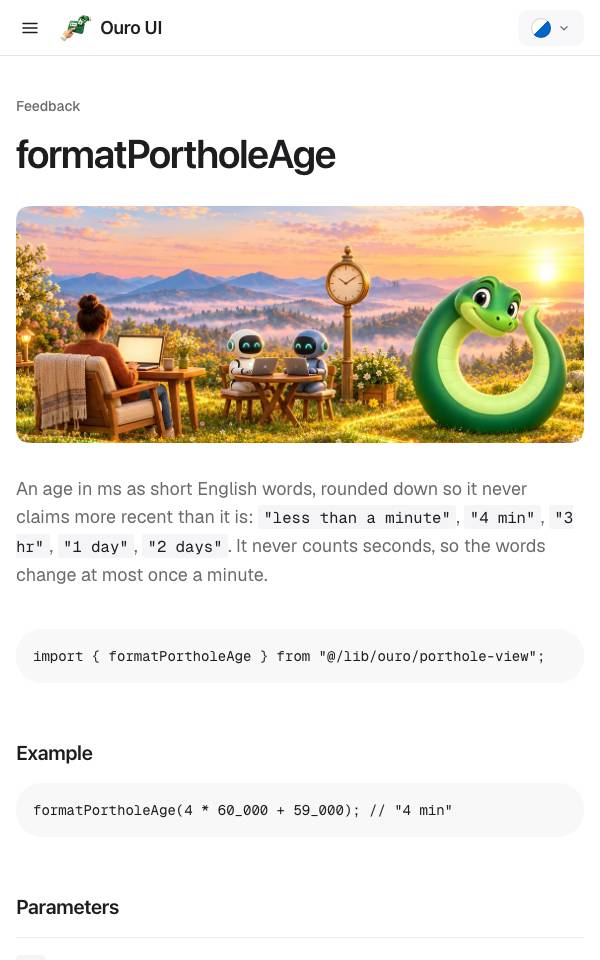 Ouro UI
Feedback
formatPortholeAge
An age in ms as short English words, rounded down so it never
claims more recent than it is: "less than a minute", "4 min", "3
hr", "1 day", "2 days". It never counts seconds, so the words
change at most once a minute.
import { formatPortholeAge } from "@/lib/ouro/porthole-view";
Example
formatPortholeAge(4 * 60_000 + 59_000); // "4 min"
Parameters